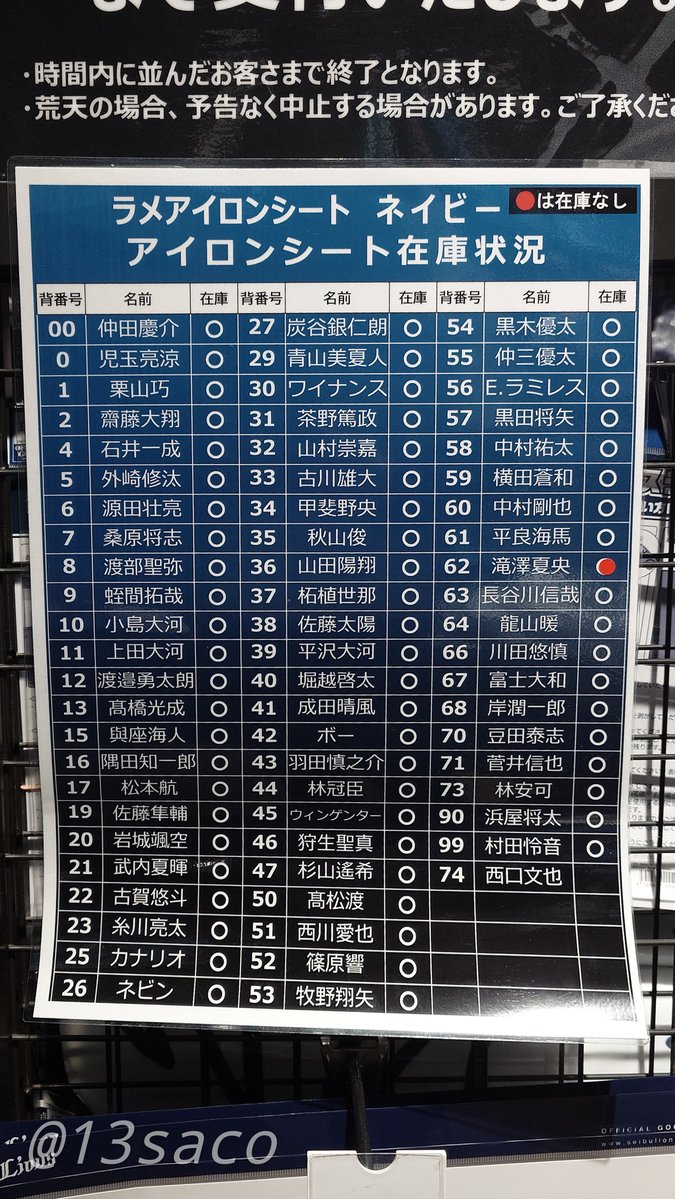 ・時間内に並んだお客さまで終了となります。
・荒天の場合、予告なく中止する場合があります。ご了承くださ
ラメアイロンシート ネイビー ●は在庫なし
アイロンシート在庫状況
背番号 名前 在庫 背番号 名前 在庫 背番号 名前 在庫
00 仲田慶介 ○ 27 炭谷銀仁朗 ○ 54 黒木優太 ○
0 児玉亮涼 ○ 29 青山美夏人 ○ 55 仲三優太 ○
1 栗山巧 ○ 30 ワイナンス ○ 56 E.ラミレス ○
2 齋藤大翔 ○ 31 茶野篤政 ○ 57 黒田将矢 ○
4 石井一成 ○ 32 山村崇嘉 ○ 58 中村祐太 ○
5 外崎修汰 ○ 33 古川雄大 ○ 59 横田蒼和 ○
6 源田壮亮 ○ 34 甲斐野央 ○ 60 中村剛也 ○
7 桑原将志 ○ 35 秋山俊 ○ 61 平良海馬 ○
8 渡部聖弥 ○ 36 山田陽翔 ○ 62 滝澤夏央 ●
9 蛭間拓哉 ○ 37 柘植世那 ○ 63 長谷川信哉 ○
10 小島大河 ○ 38 佐藤太陽 ○ 64 龍山暖 ○
11 上田大河 ○ 39 平沢大河 ○ 66 川田悠慎 ○
12 渡邉勇太朗 ○ 40 堀越啓太 ○ 67 冨士大和 ○
13 髙橋光成 ○ 41 成田晴風 ○ 68 岸潤一郎 ○
15 與座海人 ○ 42 ボー ○ 70 豆田泰志 ○
16 隅田知一郎 ○ 43 羽田慎之介 ○ 71 菅井信也 ○
17 松本航 ○ 44 林冠臣 ○ 73 林安可 ○
19 佐藤隼輔 ○ 45 ウィンゲンター ○ 90 浜屋将太 ○
20 岩城颯空 ○ 46 狩生聖真 ○ 99 村田怜音 ○
21 武内夏暉 ○ 47 杉山遙希 ○ 74 西口文也
22 古賀悠斗 ○ 50 髙松渡 ○
23 糸川亮太 ○ 51 西川愛也 ○
25 カナリオ ○ 52 篠原響 ○
26 ネビン ○ 53 牧野翔矢 ○
@13saco
Lions
OFFICIAL GOO
www.seibulion